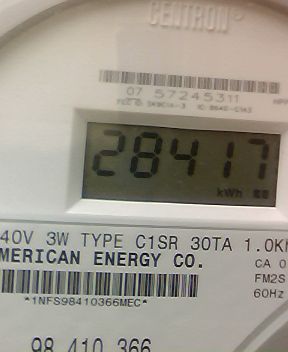 CENTRON
07 57245311
28417
kWh
40V 3W TYPE C1SR 30TA 1.0K
MERICAN ENERGY CO.
CA 0
FM2S
60Hz
*1NFS98410366MEC*
98 410 366